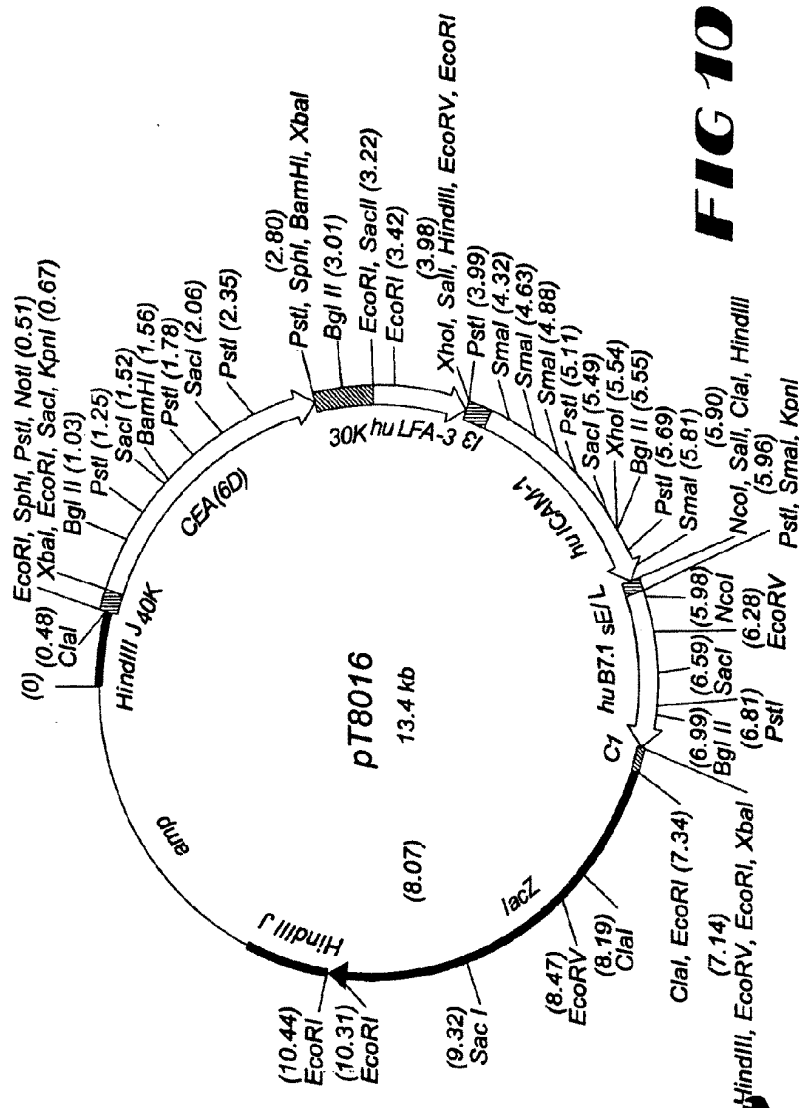 (0)
(0.48)
ClaI
EcoRI, SphI, PstI, NotI (0.51)
XbaI, EcoRI, SacI, KpnI (0.67)
Bgl II (1.03)
PstI (1.25)
SacI (1.52)
BamHI (1.56)
PstI (1.78)
SacI (2.06)
PstI (2.35)
(2.80)
PstI, SphI, BamHI, XbaI
Bgl II (3.01)
EcoRI, SacII (3.22)
EcoRI (3.42)
(3.98)
XhoI, SalI, HindIII, EcoRV, EcoRI
PstI (3.99)
SmaI (4.32)
SmaI (4.63)
SmaI (4.88)
PstI (5.11)
SacI (5.49)
XhoI (5.54)
Bgl II (5.55)
PstI (5.69)
SmaI (5.81)
(5.90)
NcoI, SalI, ClaI, HindIII
(5.96)
PstI, SmaI, KpnI
(5.98)
NcoI
(6.28)
EcoRV
(6.59)
SacI
(6.81)
PstI
(6.99)
Bgl II
(7.14)
HindIII, EcoRV, EcoRI, XbaI
ClaI, EcoRI (7.34)
(8.19)
ClaI
(8.47)
EcoRV
(9.32)
Sac I
(10.31)
EcoRI
(10.44)
EcoRI
HindIII J
40K
CEA(6D)
30K
hu LFA-3
I3
hu ICAM-1
sE/L
hu B7.1
C1
lacZ
(8.07)
HindIII J
amp
pT8016
13.4 kb
FIG 10